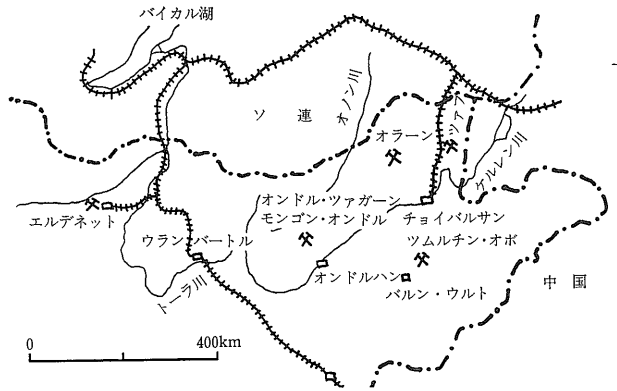 バイカル湖
ソ連
オノン川
オラーン
ツァフ
ケルレン川
オンドル・ツァガーン
モンゴン・オンドル
チョイバルサン
エルデネット
ウランバートル
ツムルチン・オボ
オンドルハン
バルン・ウルト
中国
トーラ川
0
400km